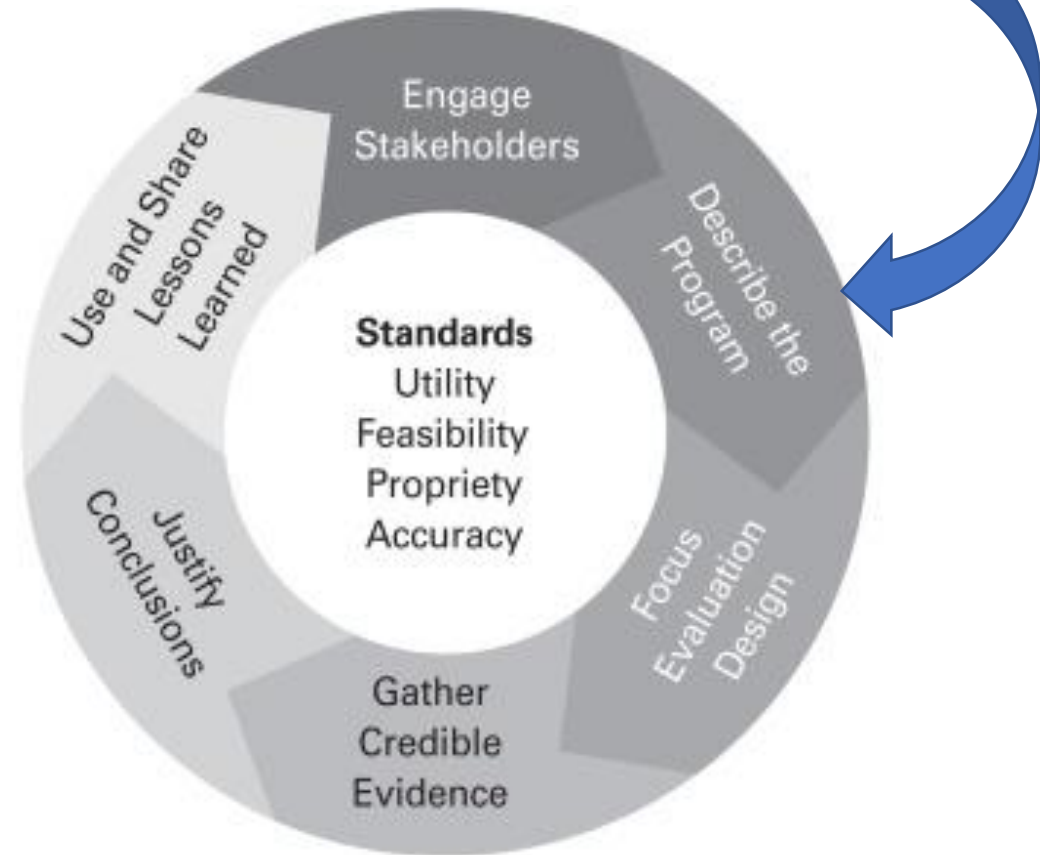 Engage
Stakeholders
Describe the
Program
Focus
Evaluation
Design
Gather
Credible
Evidence
Justify
Conclusions
Use and Share
Lessons
Learned
Standards
Utility
Feasibility
Propriety
Accuracy